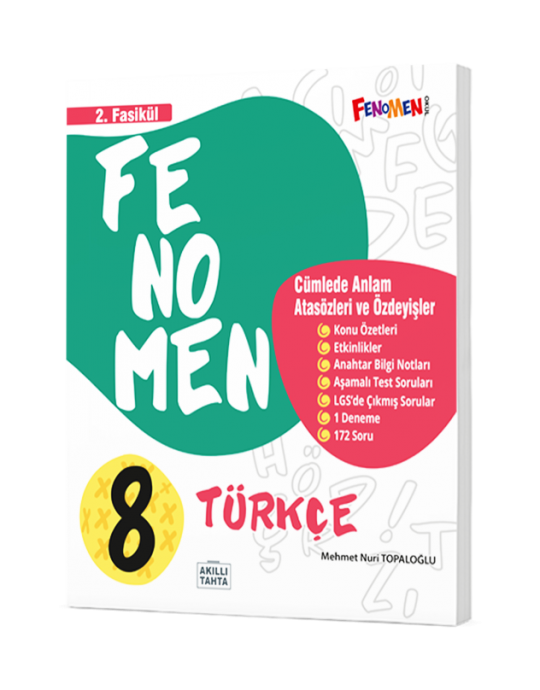 2. Fasikül
FENOMEN
OKUL
FE
NO
MEN
Cümlede Anlam
Atasözleri ve Özdeyişler
Konu Özetleri
Etkinlikler
Anahtar Bilgi Notları
Aşamalı Test Soruları
LGS'de Çıkmış Sorular
1 Deneme
172 Soru
8
TÜRKÇE
Mehmet Nuri TOPALOĞLU
AKILLI
TAHTA